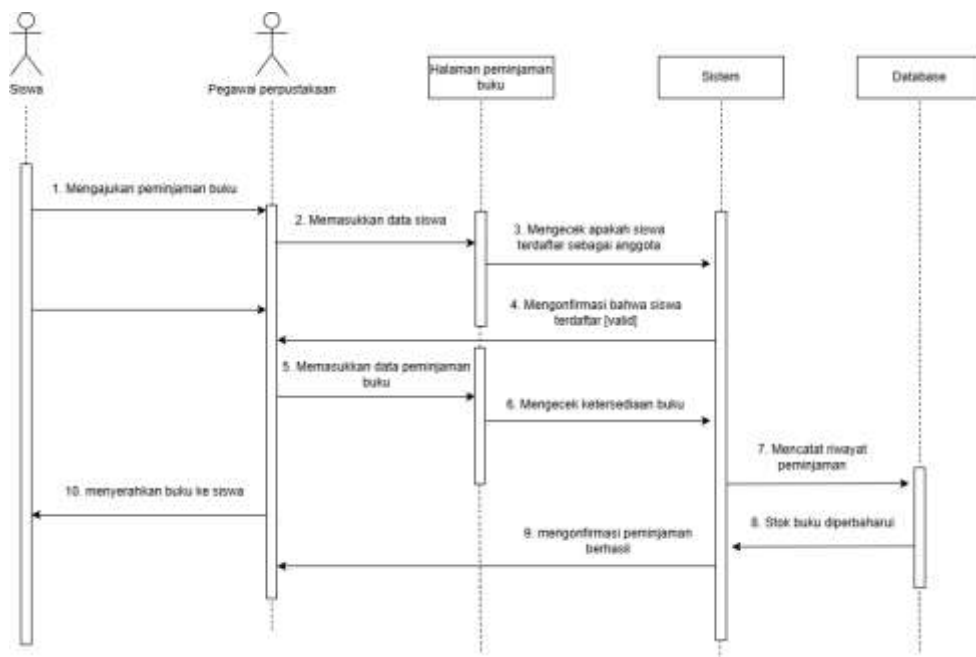 Siswa
Pegawai perpustakaan
Halaman peminjaman
buku
Sistem
Database
1. Mengajukan peminjaman buku
2. Memasukkan data siswa
3. Mengecek apakah siswa
terdaftar sebagai anggota
4. Mengonfirmasi bahwa siswa
terdaftar [valid]
5. Memasukkan data peminjaman
buku
6. Mengecek ketersediaan buku
7. Mencatat riwayat
peminjaman
8. Stok buku diperbaharui
9. mengonfirmasi peminjaman
berhasil
10. menyerahkan buku ke siswa